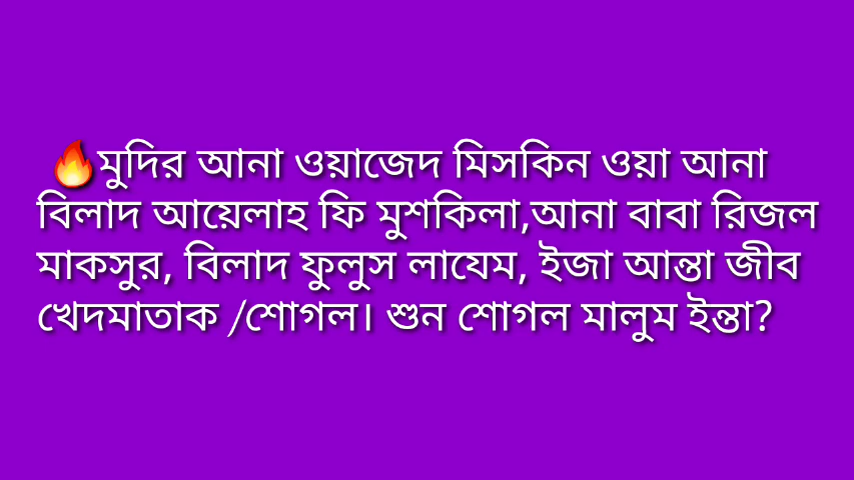 🔥মুদির আনা ওয়াজেদ মিসকিন ওয়া আনা
বিলাদ আয়েলাহ ফি মুশকিলা,আনা বাবা রিজল
মাকসুর, বিলাদ ফুলুস লাযেম, ইজা আন্তা জীব
খেদমাতাক /শোগল। শুন শোগল মালুম ইন্তা?